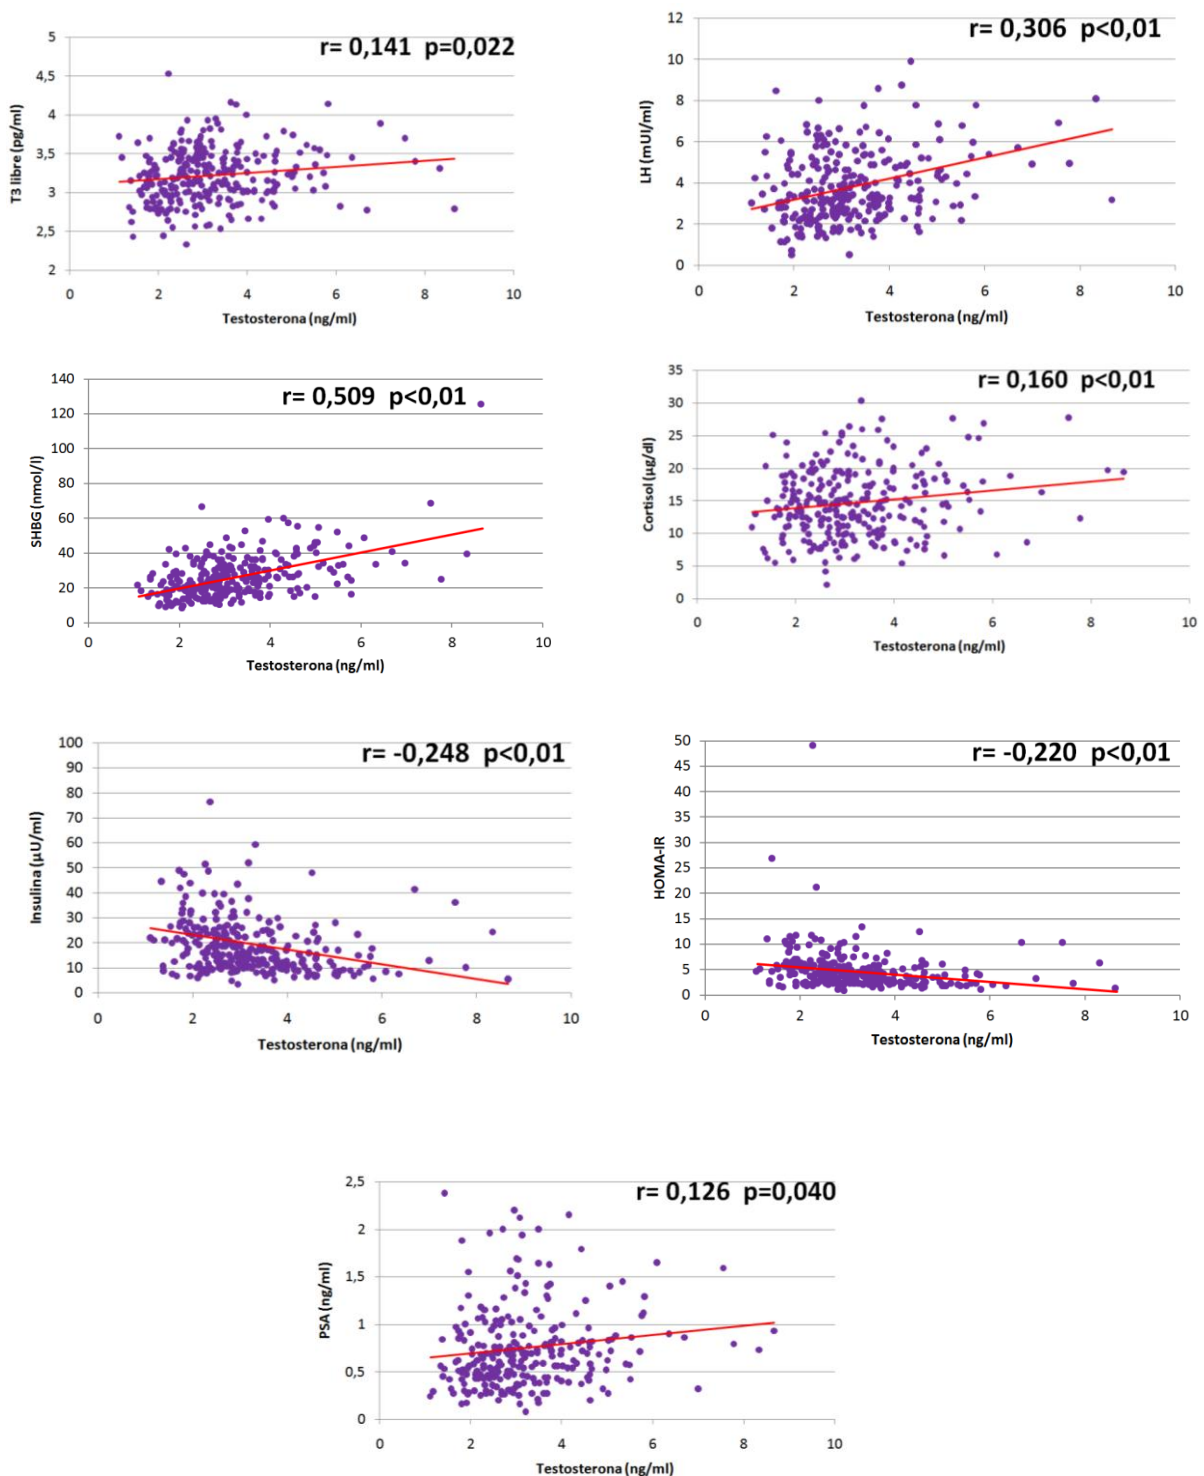 r= 0,141 p=0,022
5
4,5
4
3,5
3
2,5
2
T3 libre (pg/ml)
0 2 4 6 8 10
Testosterona (ng/ml)
r= 0,306 p<0,01
12
10
8
6
4
2
0
LH (mUI/ml)
0 2 4 6 8 10
Testosterona (ng/ml)
r= 0,509 p<0,01
140
120
100
80
60
40
20
0
SHBG (nmol/l)
0 2 4 6 8 10
Testosterona (ng/ml)
r= 0,160 p<0,01
35
30
25
20
15
10
5
0
Cortisol (µg/dl)
0 2 4 6 8 10
Testosterona (ng/ml)
r= -0,248 p<0,01
100
90
80
70
60
50
40
30
20
10
0
Insulina (µU/ml)
0 2 4 6 8 10
Testosterona (ng/ml)
r= -0,220 p<0,01
50
45
40
35
30
25
20
15
10
5
0
HOMA-IR
0 2 4 6 8 10
Testosterona (ng/ml)
r= 0,126 p=0,040
2,5
2
1,5
1
0,5
0
PSA (ng/ml)
0 2 4 6 8 10
Testosterona (ng/ml)